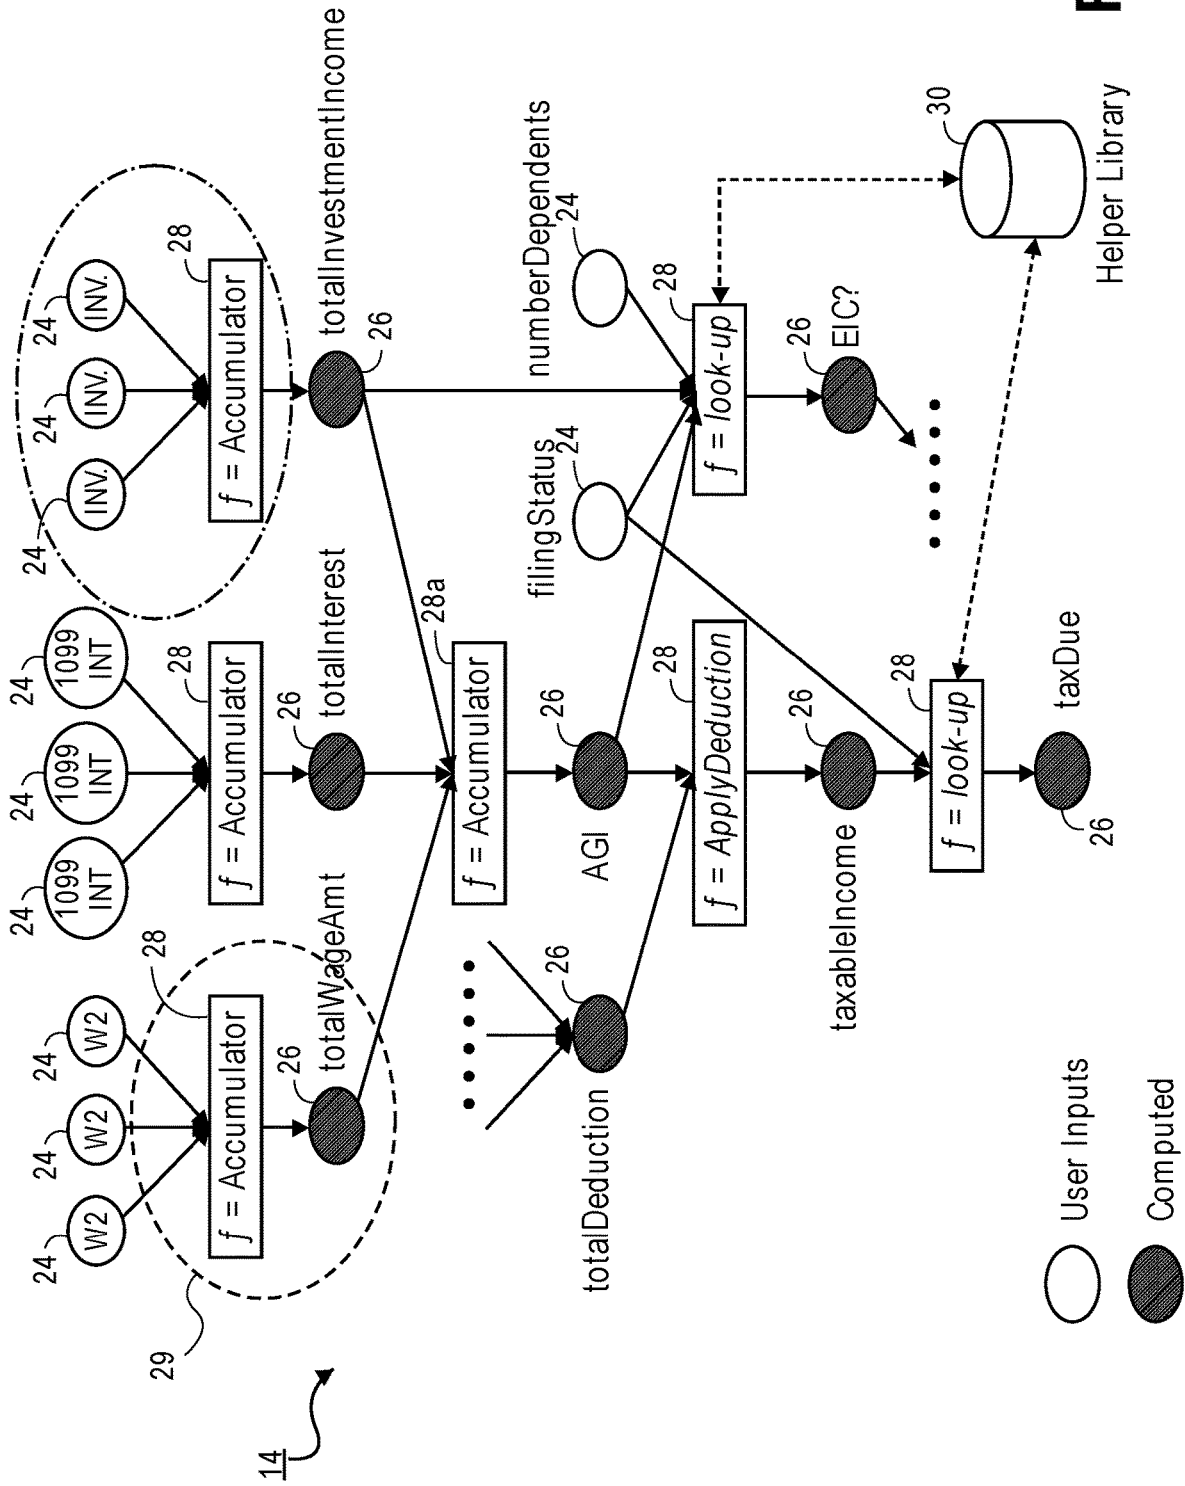 24
24
24
24
24
24
24
24
24
W2
W2
W2
1099
INT
1099
INT
1099
INT
INV.
INV.
INV.
29
28
28
28
f = Accumulator
f = Accumulator
f = Accumulator
14
26
totalWageAmt
26
totalInterest
26
totalInvestmentIncome
28a
f = Accumulator
fillingStatus
numberDependents
26
26
24
24
totalDeduction
AGI
28
28
f = ApplyDeduction
f = look-up
26
26
taxableIncome
EIC?
28
30
f = look-up
User Inputs
taxDue
26
Helper Library
Computed